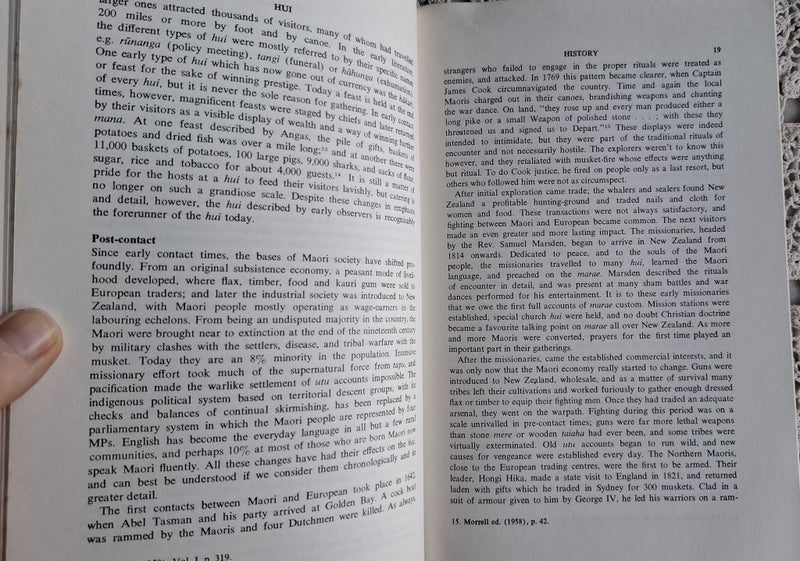 HUI
larger ones attracted thousands of visitors, many of whom had travelled
200 miles or more by foot and by canoe. In the early literature
the different types of hui were mostly referred to by their specific names,
e.g. rūnanga (policy meeting), tangi (funeral) or hāhunga (exhumation).
One early type of hui which has now gone out of currency was the hākari
or feast for the sake of winning prestige. Today a feast is held at the end
of every hui, but it is never the sole reason for gathering. In early contact
times, however, magnificent feasts were staged by chiefs and later returned
by their visitors as a visible display of wealth and a way of winning further
mana. At one feast described by Angas, the pile of gifts, baskets of
potatoes and dried fish was over a mile long;¹³ and at another there were
11,000 baskets of potatoes, 100 large pigs, 9,000 sharks, and sacks of flour,
sugar, rice and tobacco for about 4,000 guests.¹⁴ It is still a matter of
pride for the hosts at a hui to feed their visitors lavishly, but catering is
no longer on such a grandiose scale. Despite these changes in emphasis
and detail, however, the hui described by early observers is recognisably
the forerunner of the hui today.
Post-contact
Since early contact times, the bases of Maori society have shifted pro-
foundly. From an original subsistence economy, a peasant mode of liveli-
hood developed, where flax, timber, food and kauri gum were sold to
European traders; and later the industrial society was introduced to New
Zealand, with Maori people mostly operating as wage-earners in the
labouring echelons. From being an undisputed majority in the country, the
Maori were brought near to extinction at the end of the nineteenth century
by military clashes with the settlers, disease, and tribal warfare with the
musket. Today they are an 8% minority in the population. Intensive
missionary effort took much of the supernatural force from tapu, and
pacification made the warlike settlement of utu accounts impossible. The
indigenous political system based on territorial descent groups, with its
checks and balances of continual skirmishing, has been replaced by a
parliamentary system in which the Maori people are represented by four
MPs. English has become the everyday language in all but a few rural
communities, and perhaps 10% at most of those who are born Maori now
speak Maori fluently. All these changes have had their effects on the hui,
and can best be understood if we consider them chronologically and in
greater detail.
The first contacts between Maori and European took place in 1642,
when Abel Tasman and his party arrived at Golden Bay. A cock boat
was rammed by the Maoris and four Dutchmen were killed. As always,
Vol. I, p. 319.
HISTORY 19
strangers who failed to engage in the proper rituals were treated as
enemies, and attacked. In 1769 this pattern became clearer, when Captain
James Cook circumnavigated the country. Time and again the local
Maoris charged out in their canoes, brandishing weapons and chanting
the war dance. On land, "they rose up and every man produced either a
long pike or a small Weapon of polished stone . . . . ; with these they
threatened us and signed us to Depart."¹⁵ These displays were indeed
intended to intimidate, but they were part of the traditional rituals of
encounter and not necessarily hostile. The explorers weren't to know this
however, and they retaliated with musket-fire whose effects were anything
but ritual. To do Cook justice, he fired on people only as a last resort, but
others who followed him were not as circumspect.
After initial exploration came trade; the whalers and sealers found New
Zealand a profitable hunting-ground and traded nails and cloth for
women and food. These transactions were not always satisfactory, and
fighting between Maori and European became common. The next visitors
made an even greater and more lasting impact. The missionaries, headed
by the Rev. Samuel Marsden, began to arrive in New Zealand from
1814 onwards. Dedicated to peace, and to the souls of the Maori
people, the missionaries travelled to many hui, learned the Maori
language, and preached on the marae. Marsden described the rituals
of encounter in detail, and was present at many sham battles and war
dances performed for his entertainment. It is to these early missionaries
that we owe the first full accounts of marae custom. Mission stations were
established, special church hui were held, and no doubt Christian doctrine
became a favourite talking point on marae all over New Zealand. As more
and more Maoris were converted, prayers for the first time played an
important part in their gatherings.
After the missionaries, came the established commercial interests, and it
was only now that the Maori economy really started to change. Guns were
introduced to New Zealand, wholesale, and as a matter of survival many
tribes left their cultivations and worked furiously to gather enough dressed
flax or timber to equip their fighting men. Once they had traded an adequate
arsenal, they went on the warpath. Fighting during this period was on a
scale unrivalled in pre-contact times; guns were far more lethal weapons
than stone mere or wooden taiaha had ever been, and some tribes were
virtually exterminated. Old utu accounts began to run wild, and new
causes for vengeance were established every day. The Northern Maoris,
close to the European trading centres, were the first to be armed. Their
leader, Hongi Hika, made a state visit to England in 1821, and returned
laden with gifts which he traded in Sydney for 300 muskets. Clad in a
suit of armour given to him by George IV, he led his warriors on a ram-
15. Morrell ed. (1958), p. 42.